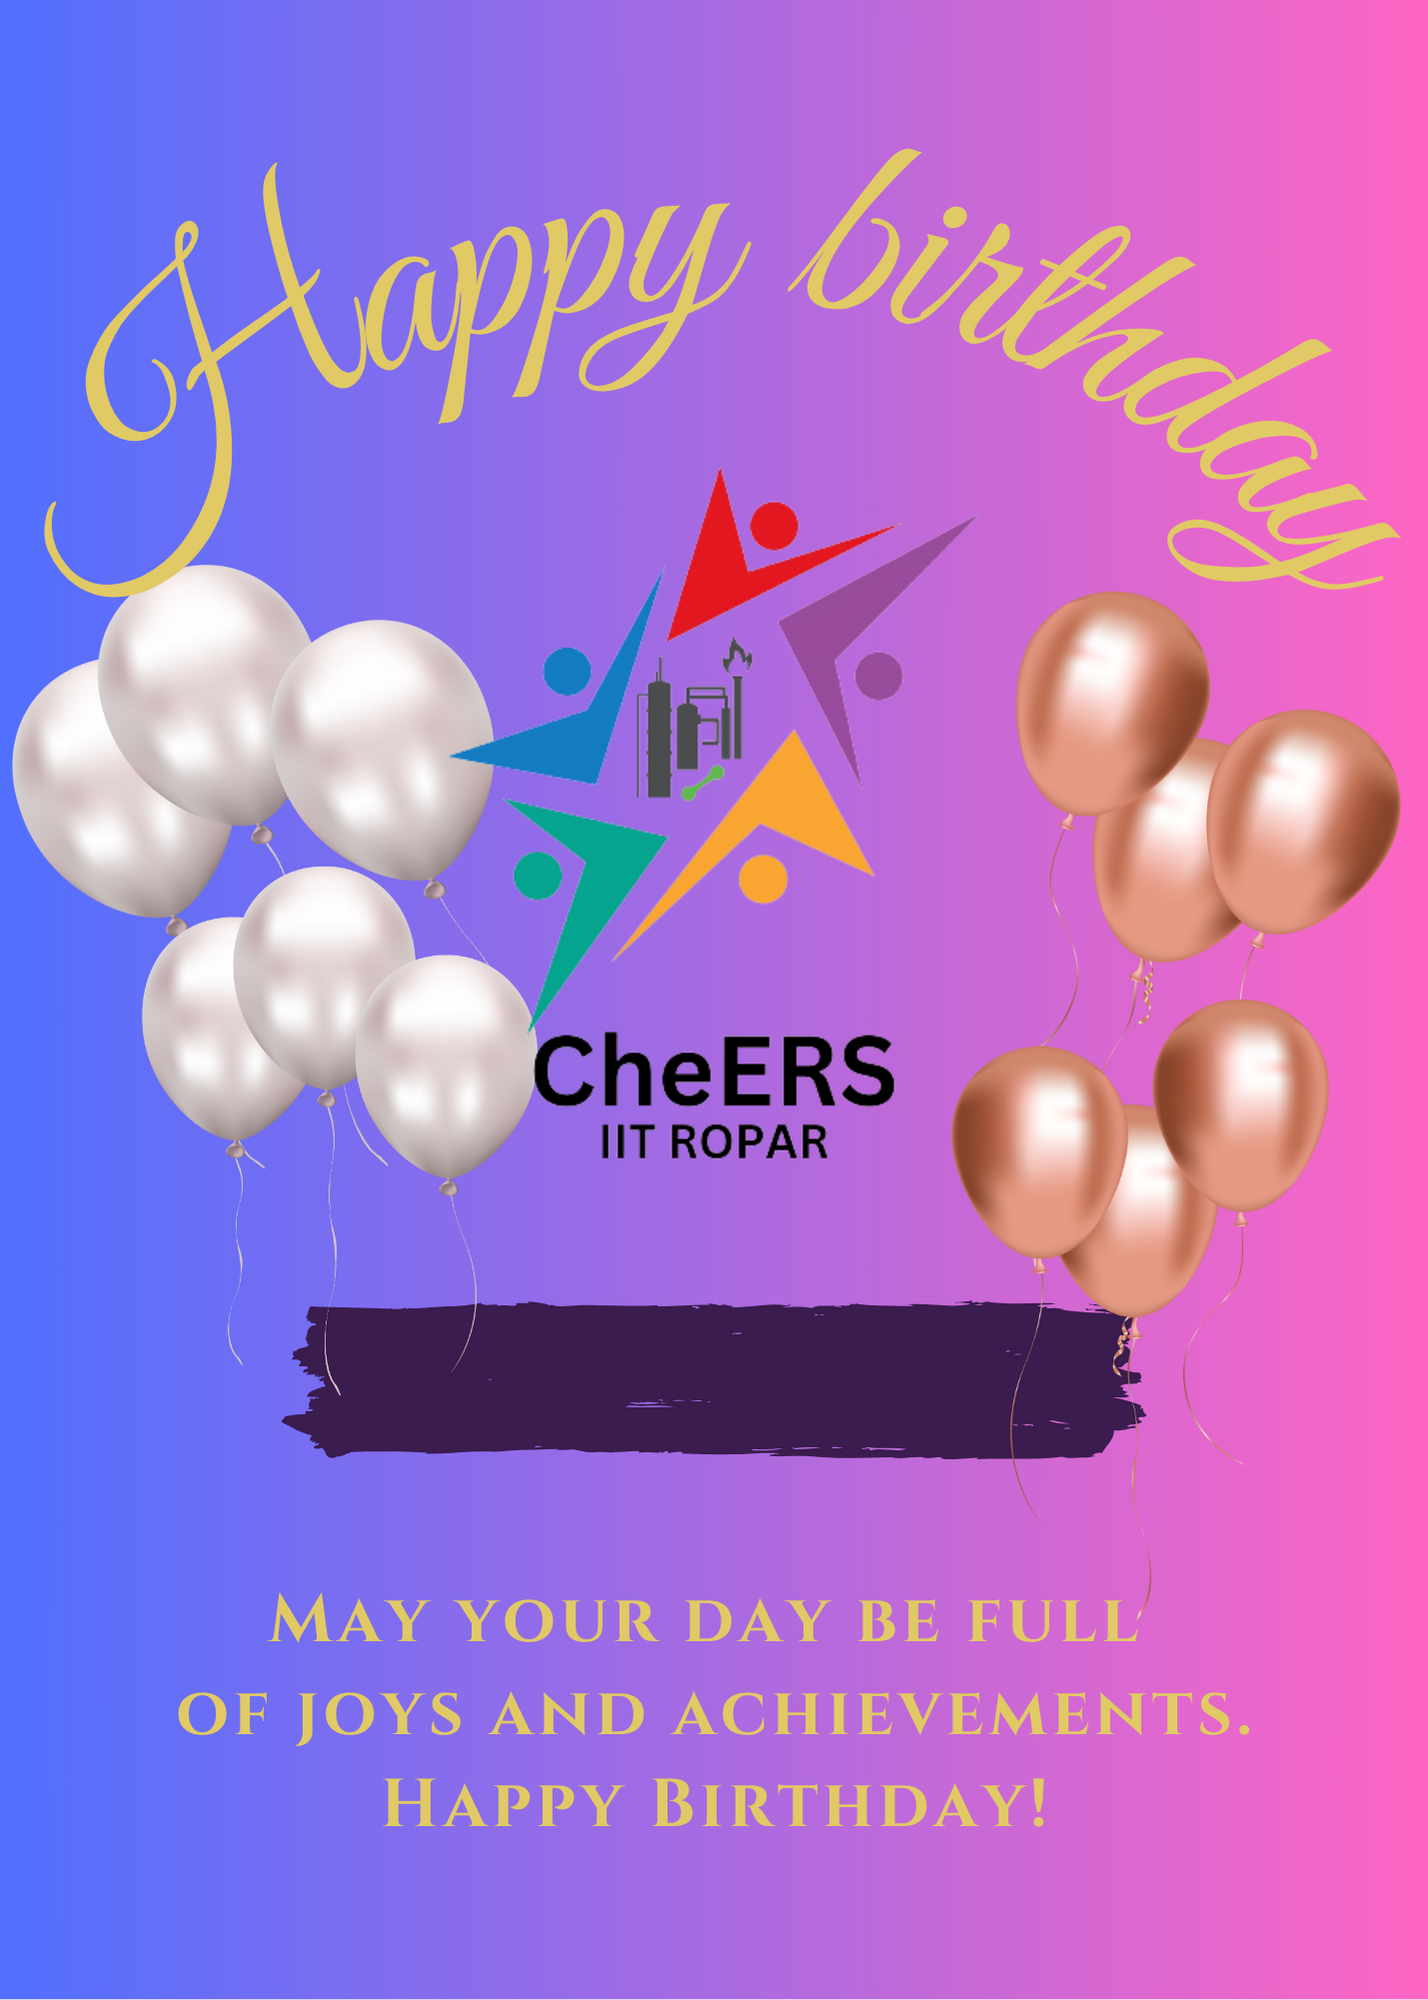 Happy birthday
CheERS
IIT ROPAR
May your day be full
of joys and achievements.
Happy Birthday!